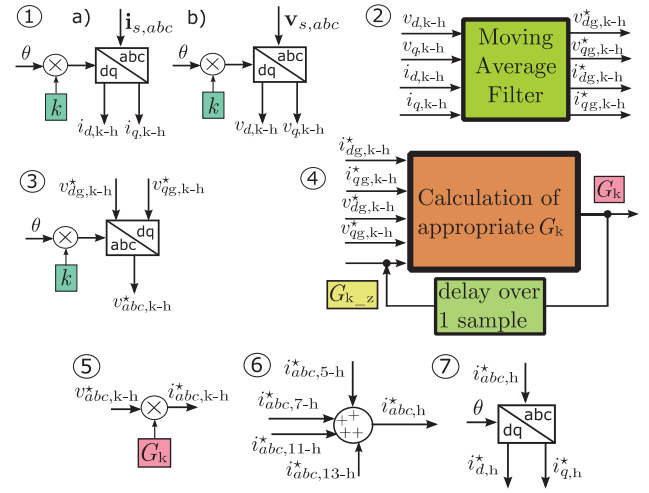 1 a) i_{s,abc} b) v_{s,abc}
θ × abc dq k i_{d,k-h} i_{q,k-h}
θ × abc dq k v_{d,k-h} v_{q,k-h}
2
v_{d,k-h} v^⋆_{dg,k-h}
v_{q,k-h} v^⋆_{qg,k-h}
i_{d,k-h} i^⋆_{dg,k-h}
i_{q,k-h} i^⋆_{qg,k-h}
Moving
Average
Filter
3
v^⋆_{dg,k-h} v^⋆_{qg,k-h}
θ × dq abc
k
v^⋆_{abc,k-h}
4
i^⋆_{dg,k-h}
i^⋆_{qg,k-h}
v^⋆_{dg,k-h}
v^⋆_{qg,k-h}
Calculation of
appropriate G_k
G_k
G_{k_z}
delay over
1 sample
5
v^⋆_{abc,k-h} × i^⋆_{abc,k-h}
G_k
6
i^⋆_{abc,5-h}
i^⋆_{abc,7-h} ++ i^⋆_{abc,h}
i^⋆_{abc,11-h} ++
i^⋆_{abc,13-h}
7
i^⋆_{abc,h}
θ abc
dq
i^⋆_{d,h} i^⋆_{q,h}